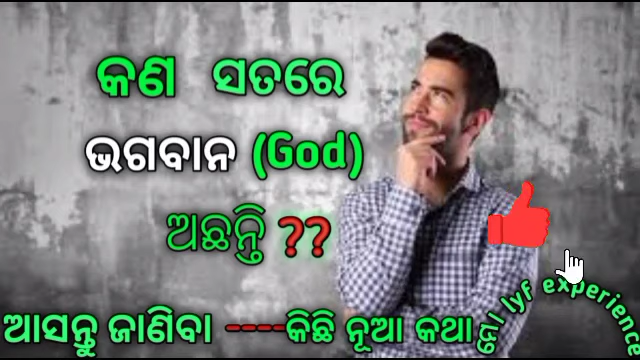 କଣ ସତରେ
ଭଗବାନ (God)
ଅଛନ୍ତି ??
ଆସନ୍ତୁ ଜାଣିବା ----କିଛି ନୂଆ କଥା
lyf experience